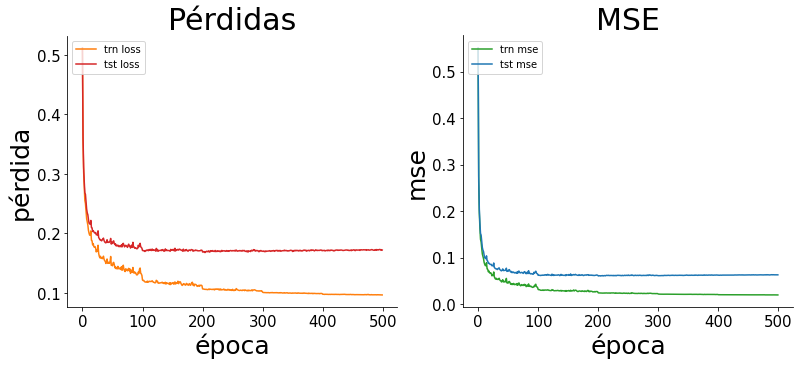 Pérdidas
trn loss
tst loss
0.5
0.4
0.3
0.2
0.1
pérdida
0
100
200
300
400
500
época
MSE
trn mse
tst mse
0.5
0.4
0.3
0.2
0.1
0.0
mse
0
100
200
300
400
500
época